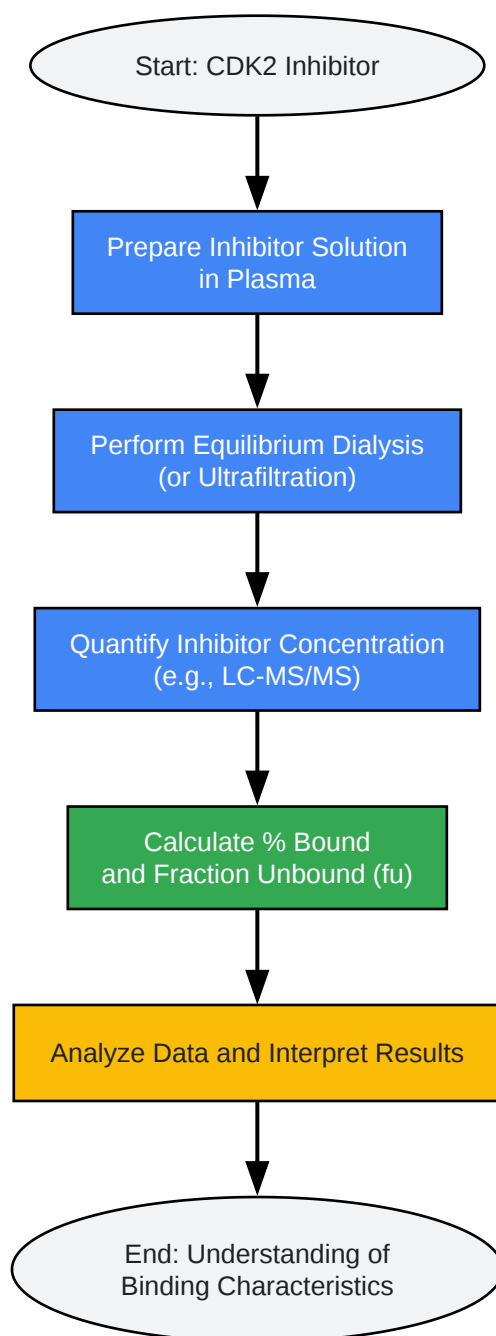 Start: CDK2 Inhibitor
Prepare Inhibitor Solution
in Plasma
Perform Equilibrium Dialysis
(or Ultrafiltration)
Quantify Inhibitor Concentration
(e.g., LC-MS/MS)
Calculate % Bound
and Fraction Unbound (fu)
Analyze Data and Interpret Results
End: Understanding of
Binding Characteristics